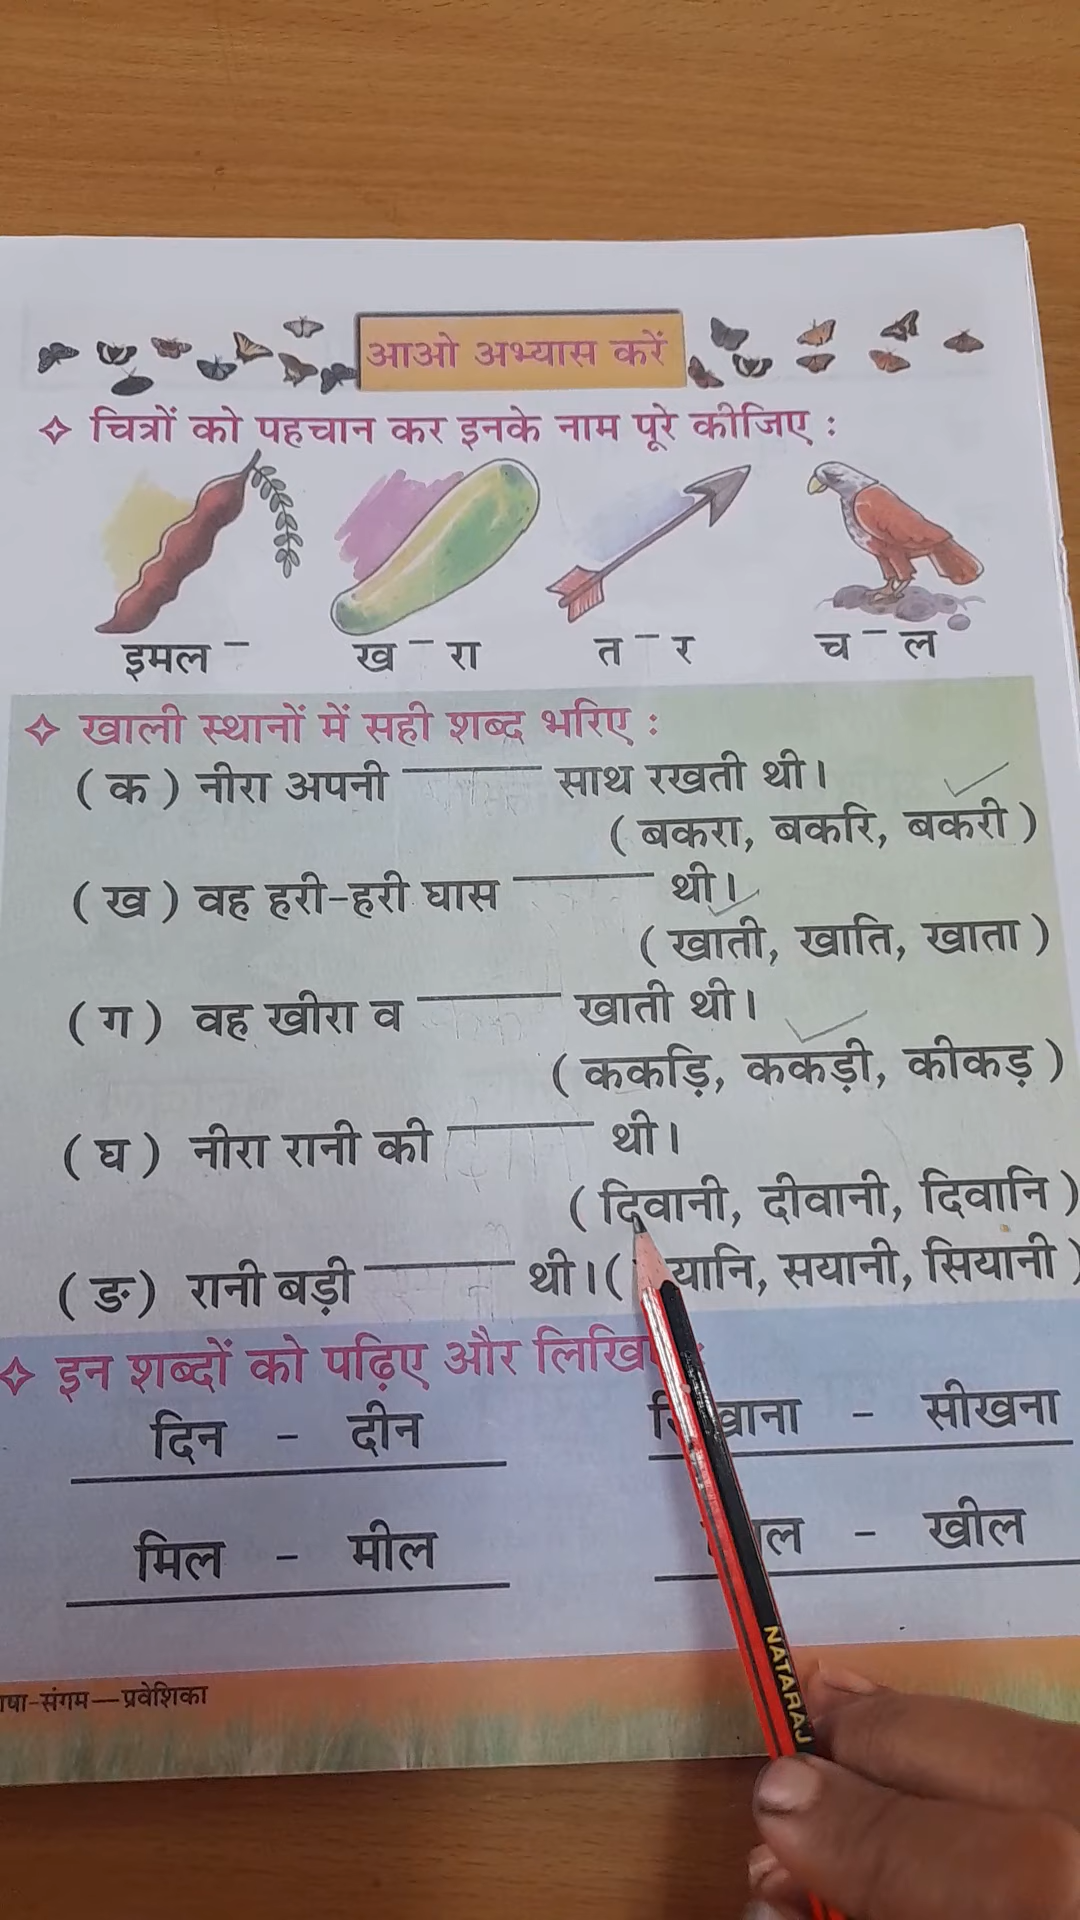 आओ अभ्यास करें
चित्रों को पहचान कर इनके नाम पूरे कीजिए :
इमल – ख – रा त – र च – ल
खाली स्थानों में सही शब्द भरिए :
( क ) नीरा अपनी ______ साथ रखती थी।
( बकरा, बकरि, बकरी )
( ख ) वह हरी-हरी घास ______ थी।
( खाती, खाति, खाता )
( ग ) वह खीरा व ______ खाती थी।
( ककड़ि, ककड़ी, कीकड़ )
( घ ) नीरा रानी की ______ थी।
( दिवानी, दीवानी, दिवानि )
( ङ ) रानी बड़ी ______ थी। ( यानि, सयानी, सियानी )
इन शब्दों को पढ़िए और लिखिए :
दिन - दीन - सीखना
मिल - मील - खील
भाषा-संगम—प्रवेशिका
NATARAJ